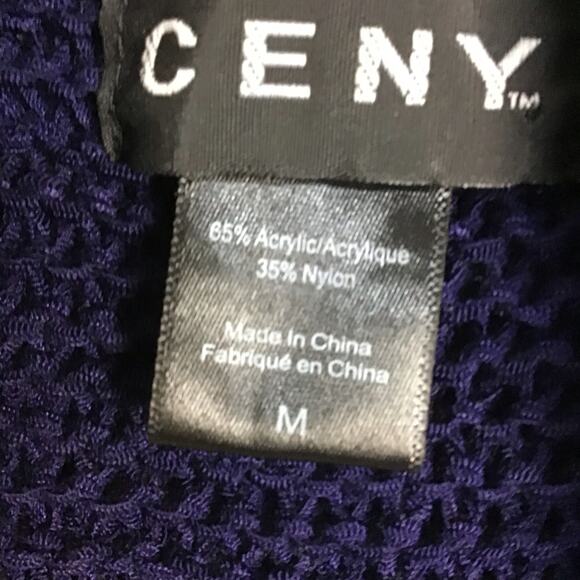 CENY™
65% Acrylic/Acrylique
35% Nylon
Made in China
Fabriqué en China
M